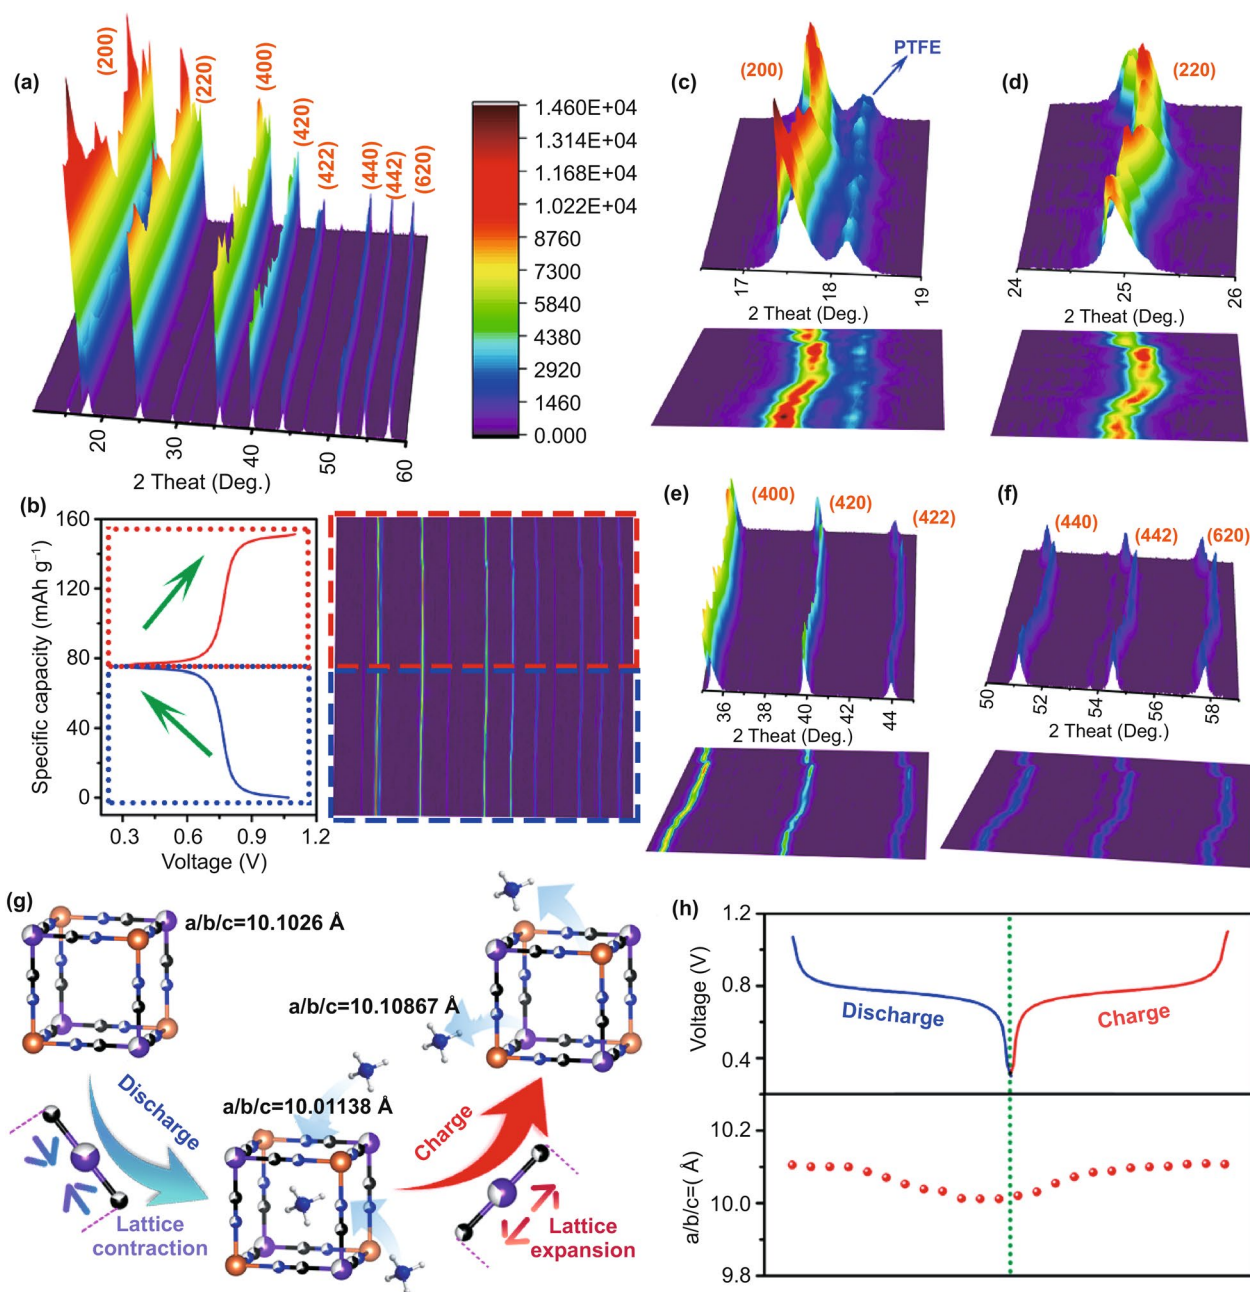 (a)
(200)
(220)
(400)
(420)
(422)
(440)
(442)
(620)
20
30
40
50
60
2 Theat (Deg.)
1.460E+04
1.314E+04
1.168E+04
1.022E+04
8760
7300
5840
4380
2920
1460
0.000
(c)
(200)
PTFE
17
18
19
2 Theat (Deg.)
(d)
(220)
24
25
26
2 Theat (Deg.)
(b)
Specific capacity (mAh g⁻¹)
160
120
80
40
0
0.3
0.6
0.9
1.2
Voltage (V)
(e)
(400)
(420)
(422)
36
38
40
42
44
2 Theat (Deg.)
(f)
(440)
(442)
(620)
50
52
54
56
58
2 Theat (Deg.)
(g)
a/b/c=10.1026 Å
a/b/c=10.10867 Å
a/b/c=10.01138 Å
Discharge
Charge
Lattice
contraction
Lattice
expansion
(h)
Voltage (V)
1.2
0.8
0.4
Discharge
Charge
a/b/c=( Å)
10.2
10.0
9.8